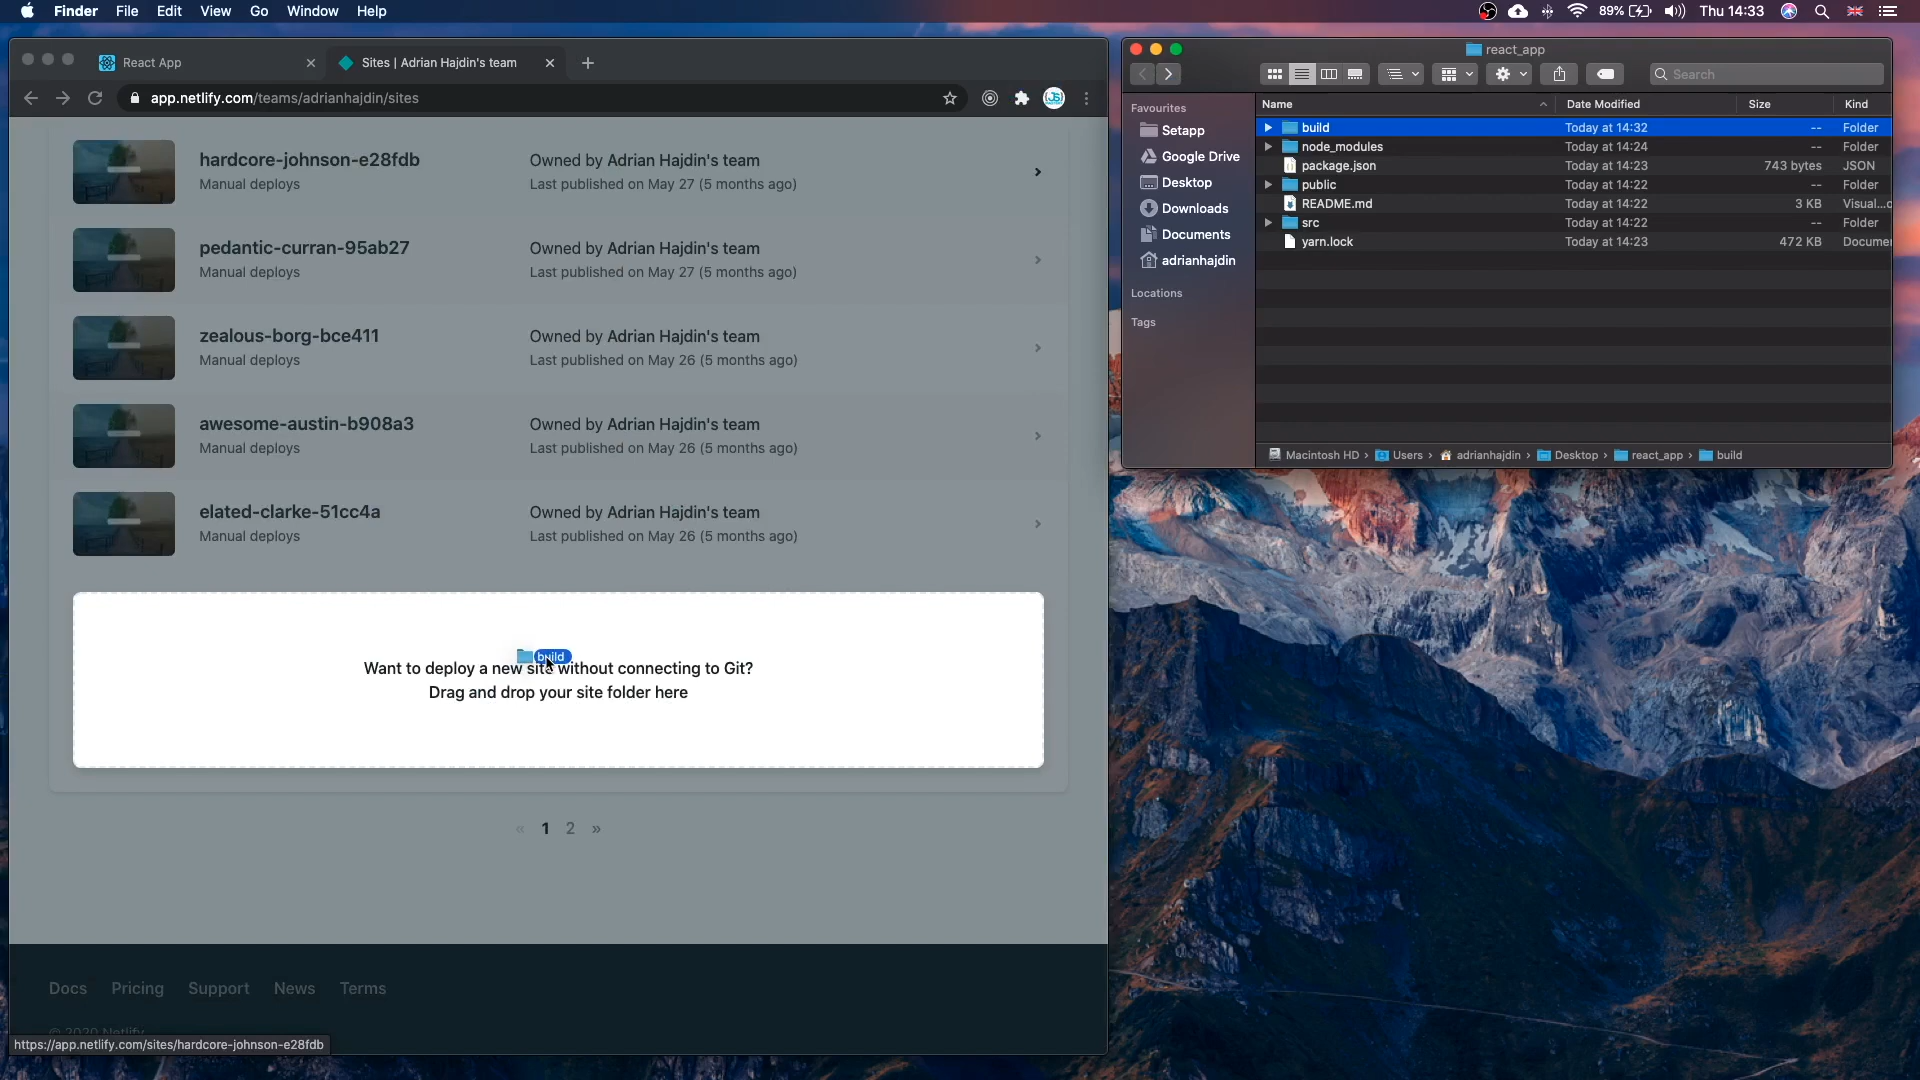 Finder File Edit View Go Window Help
89% Thu 14:33
React App
Sites | Adrian Hajdin's team
app.netlify.com/teams/adrianhajdin/sites
hardcore-johnson-e28fdb
Manual deploys
Owned by Adrian Hajdin's team
Last published on May 27 (5 months ago)
pedantic-curran-95ab27
Manual deploys
Owned by Adrian Hajdin's team
Last published on May 27 (5 months ago)
zealous-borg-bce411
Manual deploys
Owned by Adrian Hajdin's team
Last published on May 26 (5 months ago)
awesome-austin-b908a3
Manual deploys
Owned by Adrian Hajdin's team
Last published on May 26 (5 months ago)
elated-clarke-51cc4a
Manual deploys
Owned by Adrian Hajdin's team
Last published on May 26 (5 months ago)
build
Want to deploy a new site without connecting to Git?
Drag and drop your site folder here
« 1 2 »
Docs Pricing Support News Terms
© 2020 Netlify
https://app.netlify.com/sites/hardcore-johnson-e28fdb
react_app
Search
Favourites
Setapp
Google Drive
Desktop
Downloads
Documents
adrianhajdin
Locations
Tags
Name Date Modified Size Kind
build Today at 14:32 -- Folder
node_modules Today at 14:24 -- Folder
package.json Today at 14:23 743 bytes JSON
public Today at 14:22 -- Folder
README.md Today at 14:22 3 KB Visual...c
src Today at 14:22 -- Folder
yarn.lock Today at 14:23 472 KB Docume
Macintosh HD › Users › adrianhajdin › Desktop › react_app › build